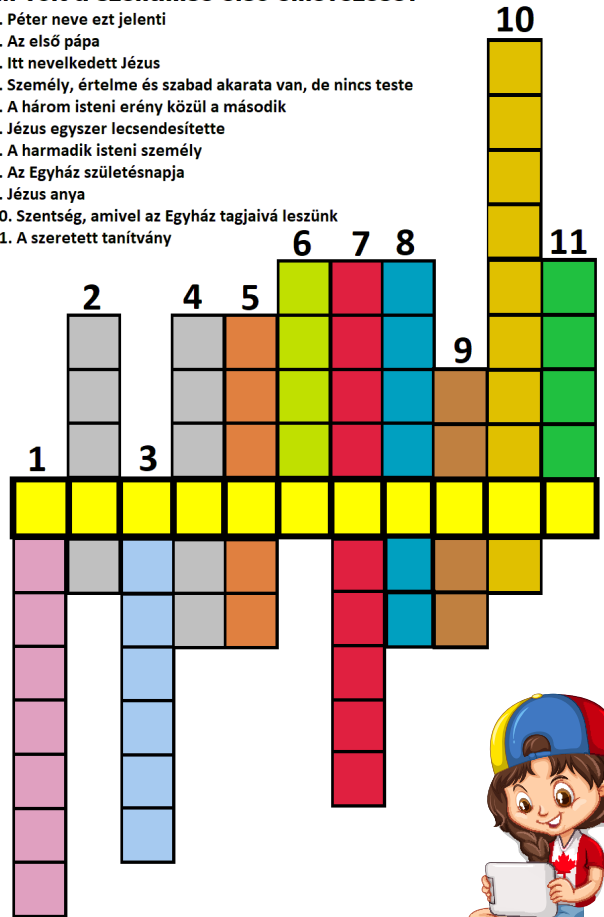 . Péter neve ezt jelenti
. Az első pápa
. Itt nevelkedett Jézus
. Személy, értelme és szabad akarata van, de nincs teste
. A három isteni erény közül a második
. Jézus egyszer lecsendesítette
. A harmadik isteni személy
. Az Egyház születésnapja
. Jézus anya
0. Szentség, amivel az Egyház tagjaivá leszünk
1. A szeretett tanítvány
10
6 7 8 11
2 4 5
9
1 3